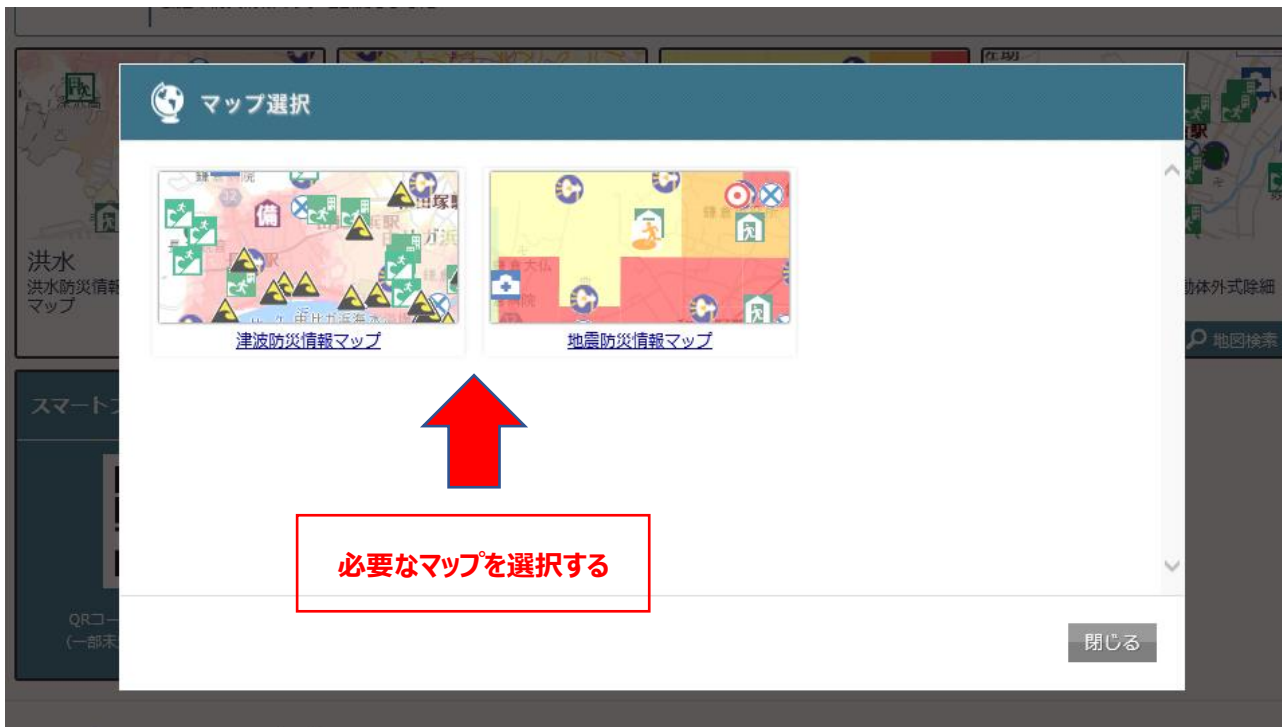 マップ選択
津波防災情報マップ
地震防災情報マップ
必要なマップを選択する
閉じる
洪水
洪水防災情報
マップ
動体外式除細
地図検索
スマート
QRコー
(一部未